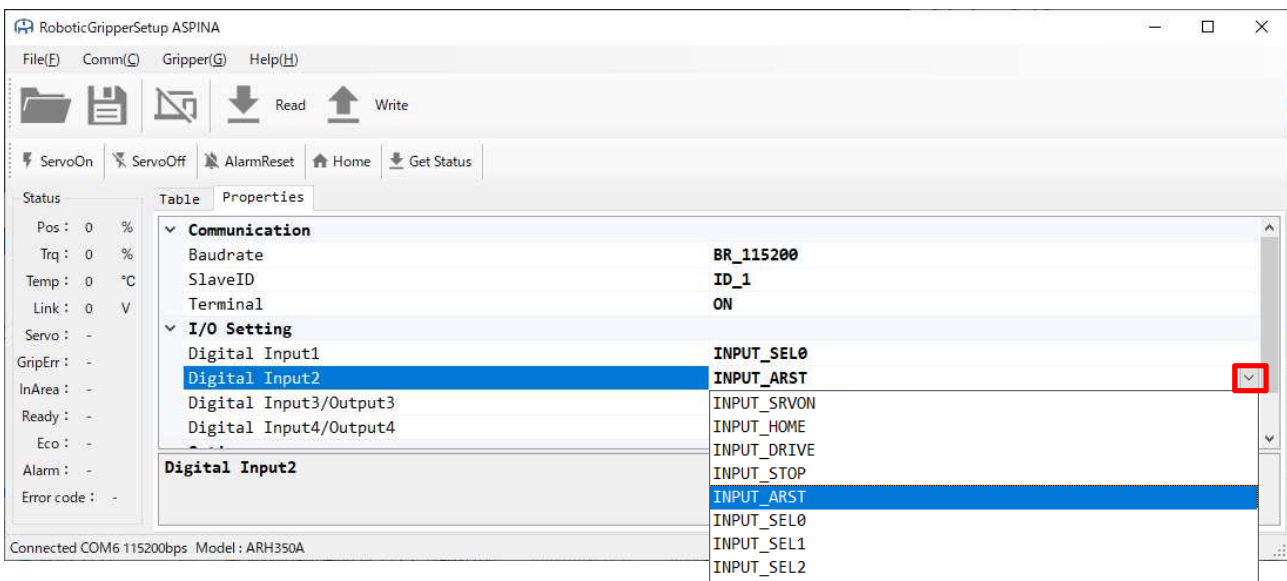 RoboticGripperSetup ASPINA
File(F) Comm(C) Gripper(G) Help(H)
Read Write
ServoOn ServoOff AlarmReset Home Get Status
Status
Table Properties
Pos : 0 %
Trq : 0 %
Temp : 0 °C
Link : 0 V
Servo : -
GripErr : -
InArea : -
Ready : -
Eco : -
Alarm : -
Error code : -
Communication
Baudrate BR_115200
SlaveID ID_1
Terminal ON
I/O Setting
Digital Input1 INPUT_SEL0
Digital Input2 INPUT_ARST
Digital Input3/Output3
Digital Input4/Output4
INPUT_SRVON
INPUT_HOME
INPUT_DRIVE
INPUT_STOP
INPUT_ARST
INPUT_SEL0
INPUT_SEL1
INPUT_SEL2
Digital Input2
Connected COM6 115200bps Model : ARH350A